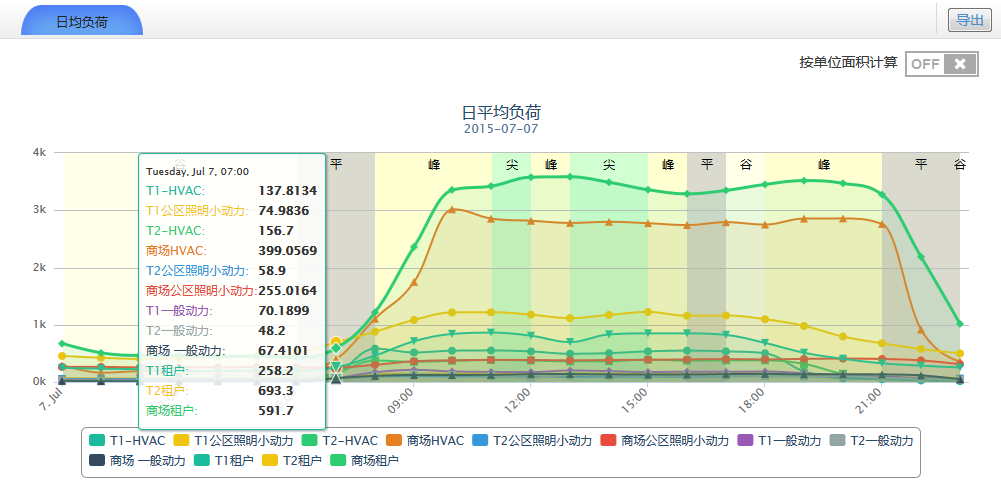 日均负荷
导出
按单位面积计算 OFF ✖
日平均负荷
2015-07-07
4k
3k
2k
1k
0k
谷 平 峰 尖 峰 尖 峰 平 谷 峰 平 谷
Tuesday, Jul 7, 07:00
T1-HVAC: 137.8134
T1公区照明小动力: 74.9836
T2-HVAC: 156.7
商场HVAC: 399.0569
T2公区照明小动力: 58.9
商场公区照明小动力: 255.0164
T1一般动力: 70.1899
T2一般动力: 48.2
商场 一般动力: 67.4101
T1租户: 258.2
T2租户: 693.3
商场租户: 591.7
7. Jul 09:00 12:00 15:00 18:00 21:00
T1-HVAC T1公区照明小动力 T2-HVAC 商场HVAC T2公区照明小动力 商场公区照明小动力 T1一般动力 T2一般动力
商场 一般动力 T1租户 T2租户 商场租户